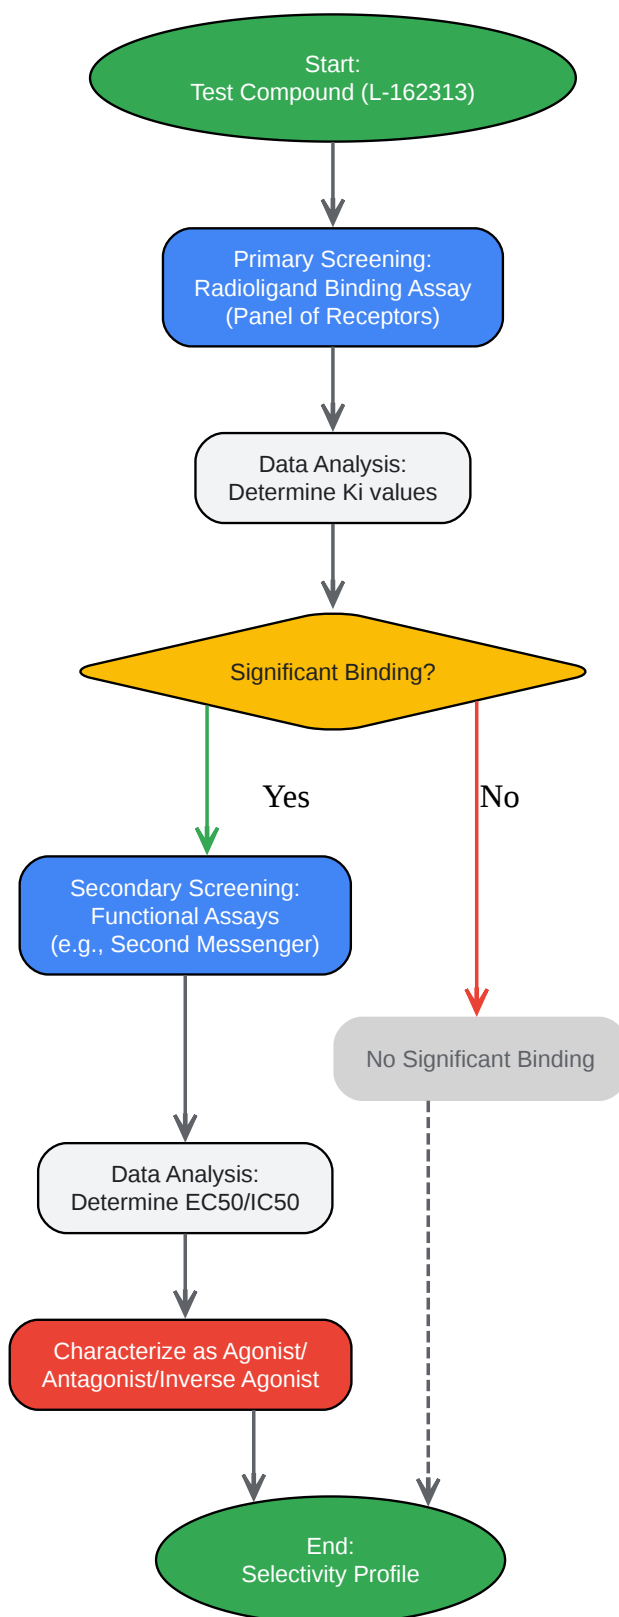 Start:
Test Compound (L-162313)
Primary Screening:
Radioligand Binding Assay
(Panel of Receptors)
Data Analysis:
Determine Ki values
Significant Binding?
Yes
No
Secondary Screening:
Functional Assays
(e.g., Second Messenger)
No Significant Binding
Data Analysis:
Determine EC50/IC50
Characterize as Agonist/
Antagonist/Inverse Agonist
End:
Selectivity Profile